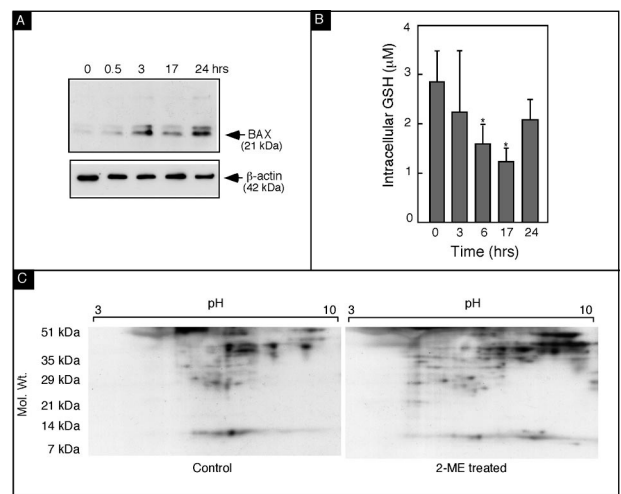 A
0 0.5 3 17 24 hrs
BAX
(21 kDa)
β-actin
(42 kDa)
B
Intracellular GSH (µM)
4
3
2
1
0
* *
0 3 6 17 24
Time (hrs)
C
3 pH 10
3 pH 10
Mol. Wt.
51 kDa
35 kDa
29 kDa
21 kDa
14 kDa
7 kDa
Control
2-ME treated